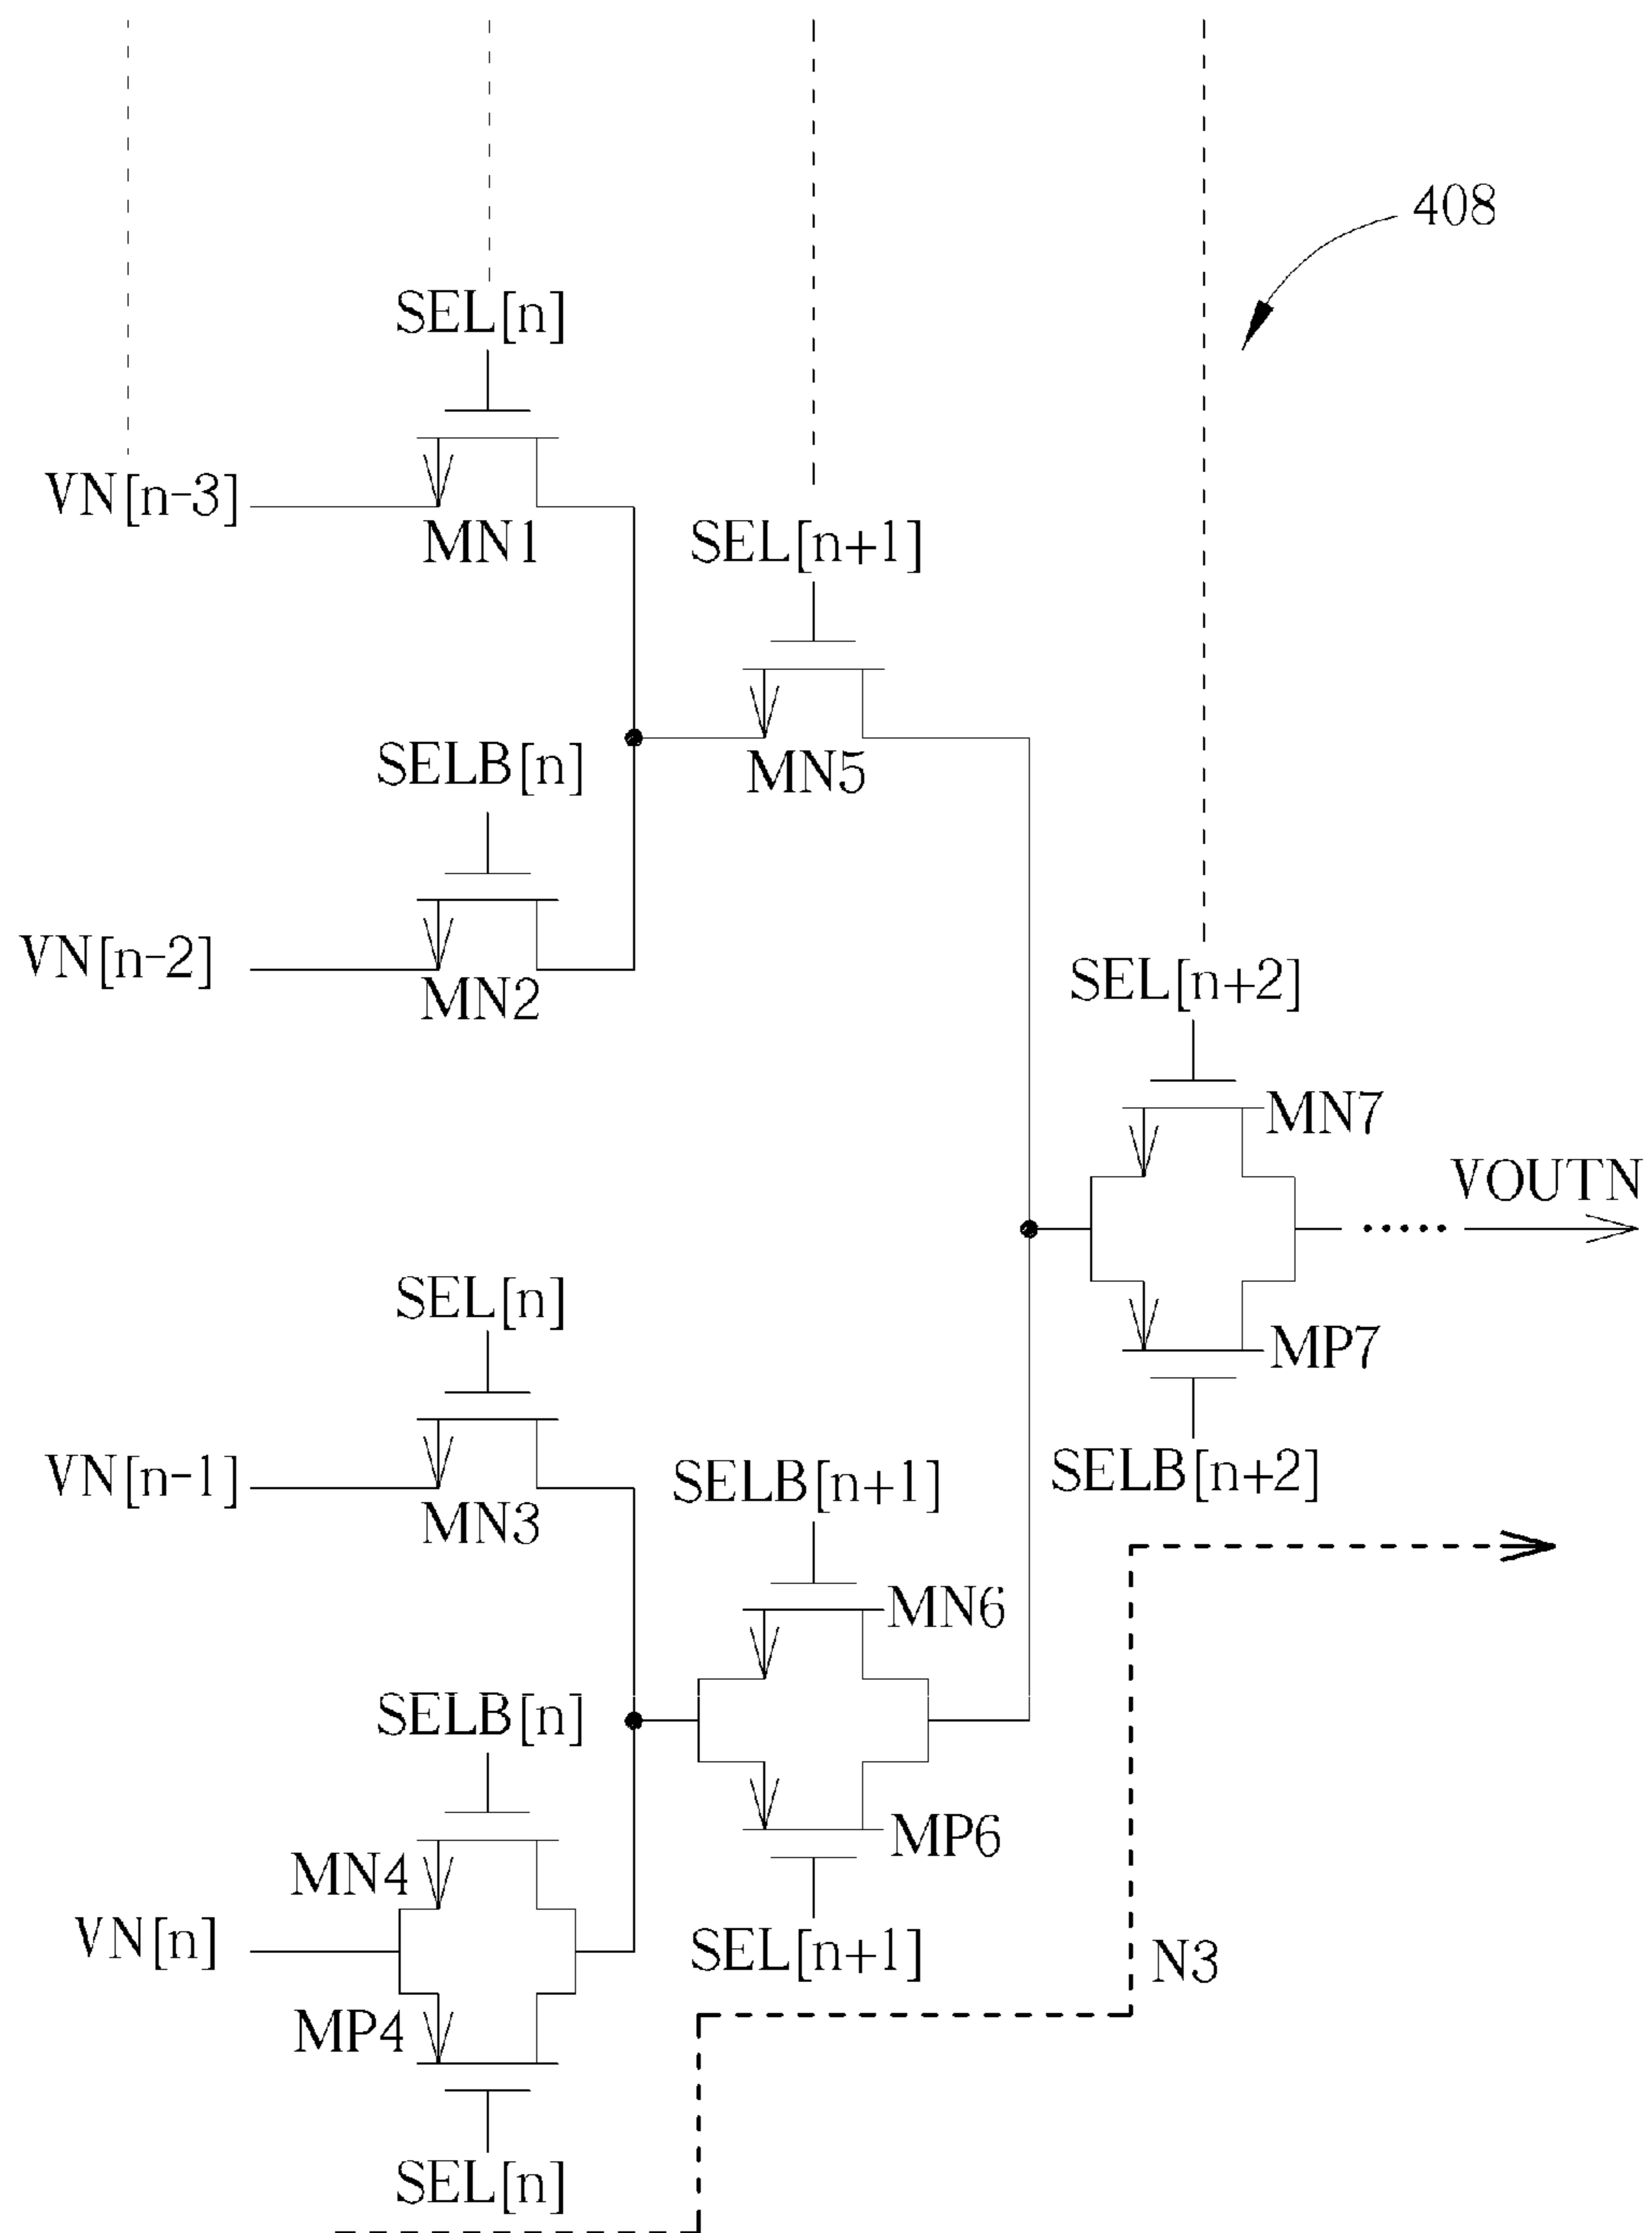 408
SEL[n]
VN[n-3]
MN1
SEL[n+1]
MN5
SELB[n]
VN[n-2]
MN2
SEL[n+2]
MN7
VOUTN
MP7
SELB[n+2]
SEL[n]
VN[n-1]
MN3
SELB[n+1]
MN6
SELB[n]
MP6
MN4
VN[n]
SEL[n+1]
N3
MP4
SEL[n]